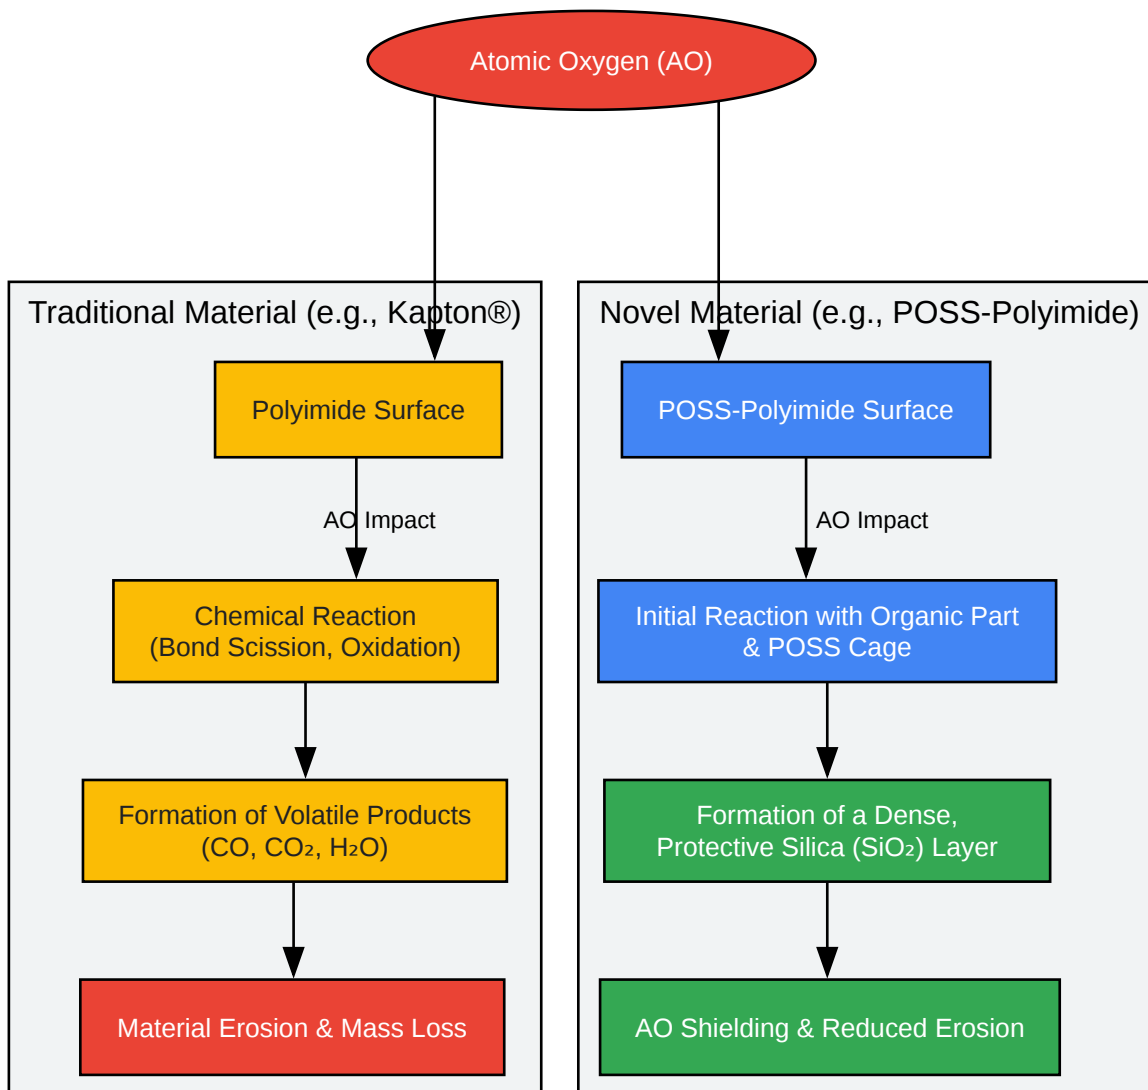 Atomic Oxygen (AO)
Traditional Material (e.g., Kapton®)
Polyimide Surface
AO Impact
Chemical Reaction
(Bond Scission, Oxidation)
Formation of Volatile Products
(CO, CO₂, H₂O)
Material Erosion & Mass Loss
Novel Material (e.g., POSS-Polyimide)
POSS-Polyimide Surface
AO Impact
Initial Reaction with Organic Part
& POSS Cage
Formation of a Dense,
Protective Silica (SiO₂) Layer
AO Shielding & Reduced Erosion